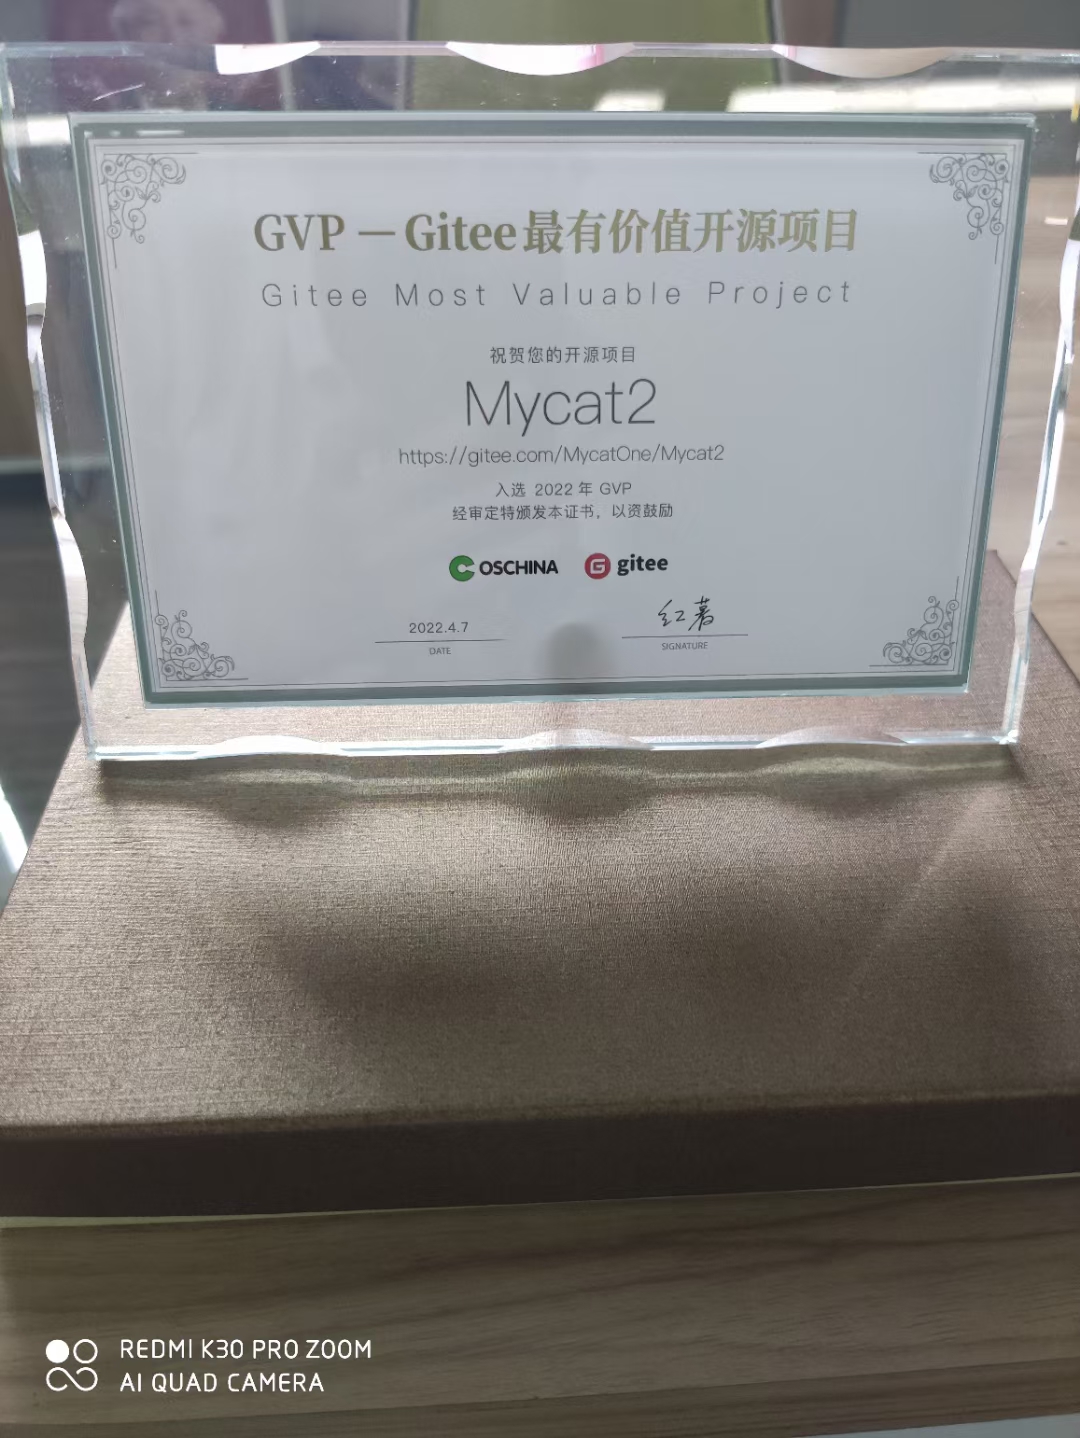 GVP — Gitee最有价值开源项目
Gitee Most Valuable Project
祝贺您的开源项目
Mycat2
https://gitee.com/MycatOne/Mycat2
入选 2022 年 GVP
经审定特颁发本证书，以资鼓励
OSCHINA gitee
2022.4.7 红薯
DATE SIGNATURE
REDMI K30 PRO ZOOM
AI QUAD CAMERA